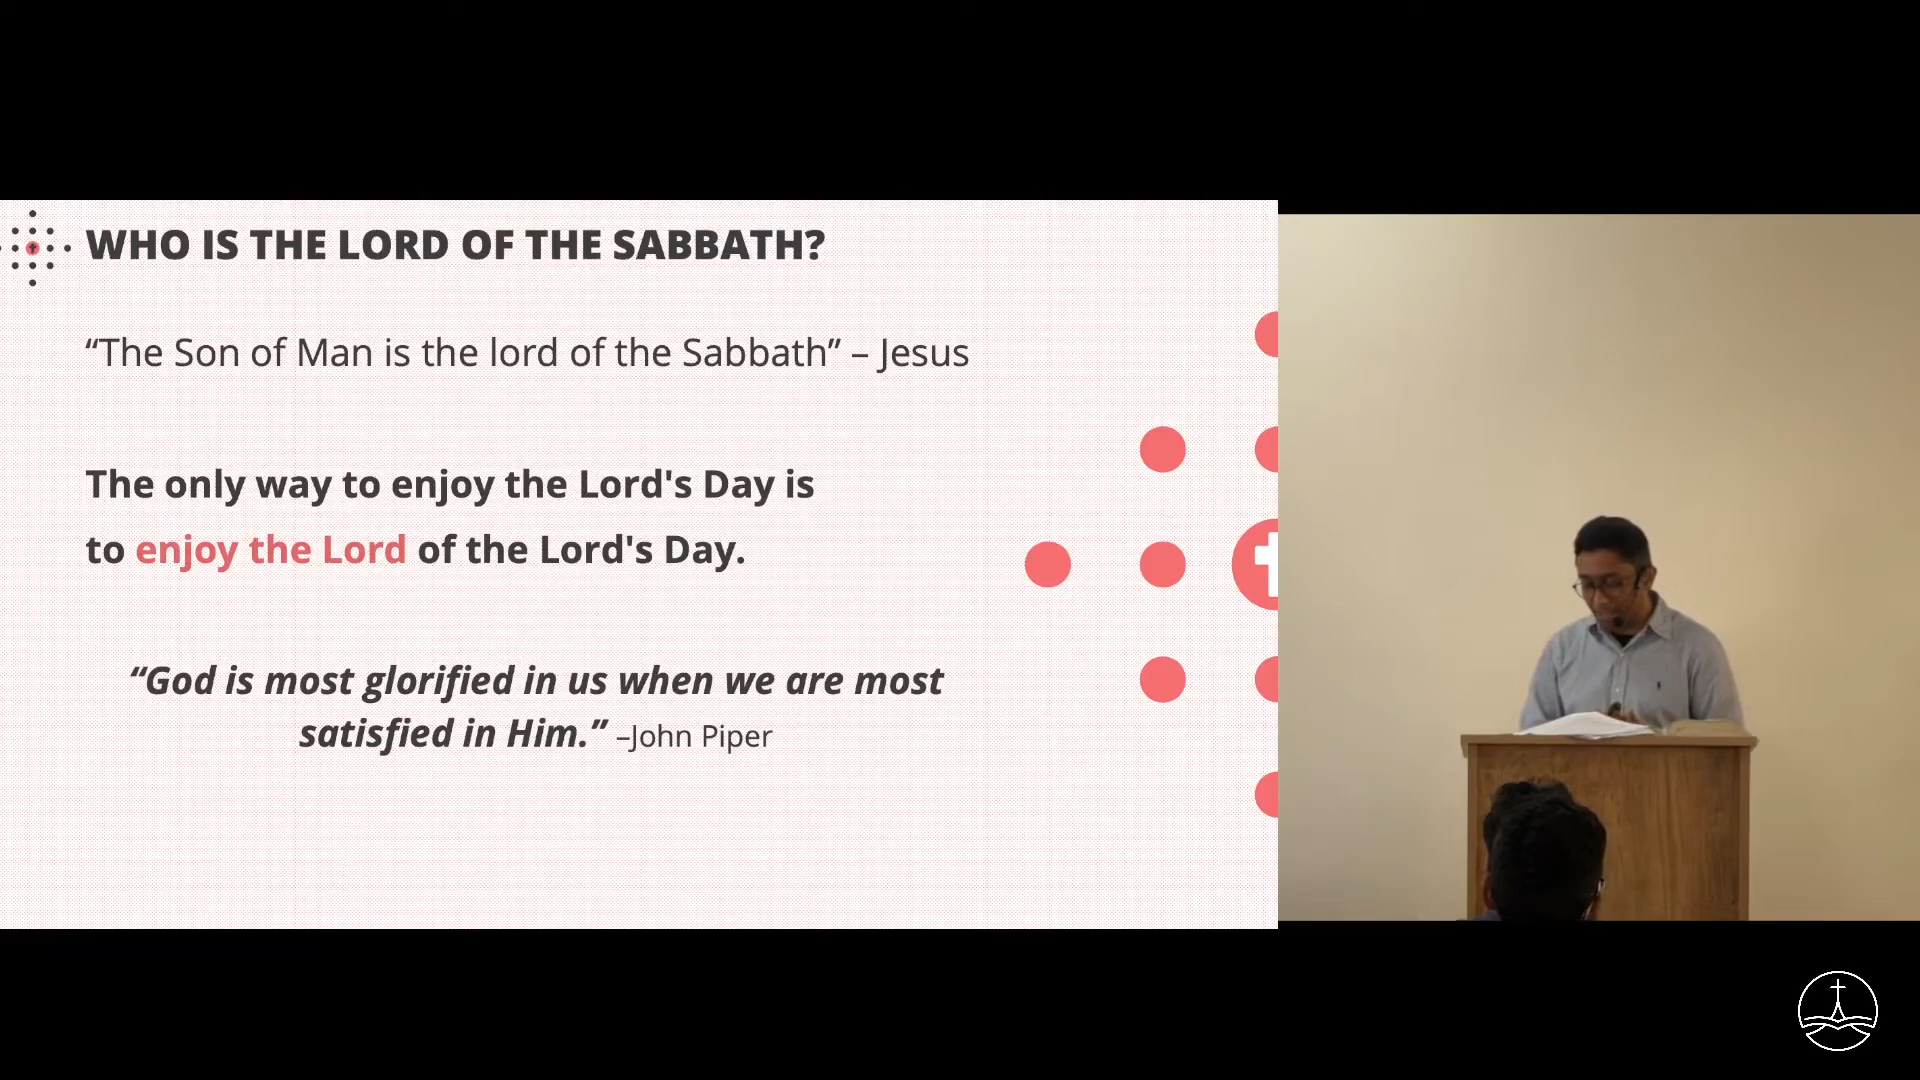 WHO IS THE LORD OF THE SABBATH?
“The Son of Man is the lord of the Sabbath” – Jesus
The only way to enjoy the Lord's Day is
to enjoy the Lord of the Lord's Day.
“God is most glorified in us when we are most
satisfied in Him.” –John Piper